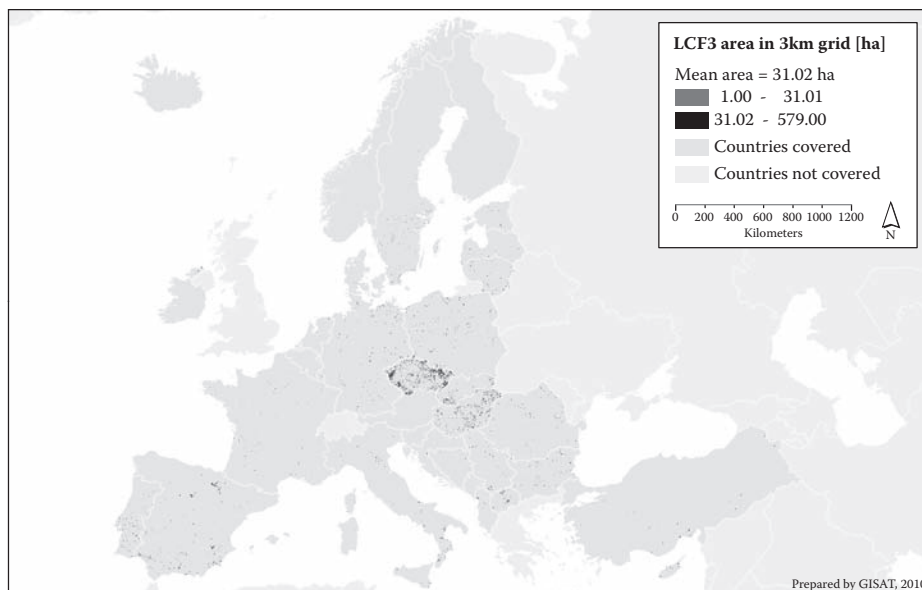 LCF3 area in 3km grid [ha]
Mean area = 31.02 ha
1.00 - 31.01
31.02 - 579.00
Countries covered
Countries not covered
0 200 400 600 800 1000 1200
Kilometers
N
Prepared by GISAT, 2010